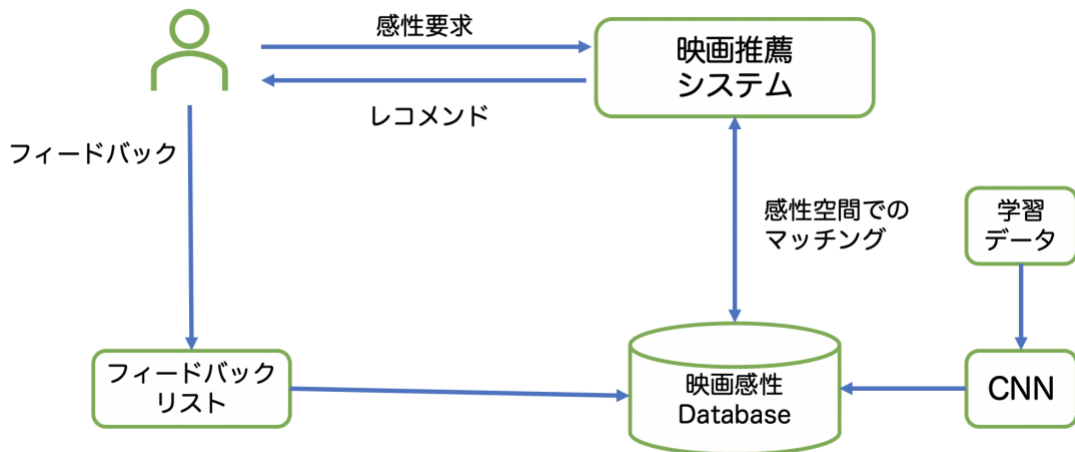 感性要求
映画推薦
システム
レコメンド
フィードバック
感性空間での
マッチング
学習
データ
フィードバック
リスト
映画感性
Database
CNN